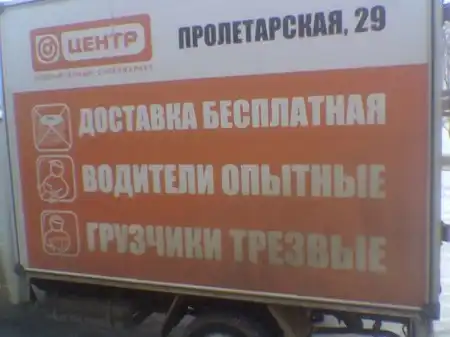 ЦЕНТР
ПРОЛЕТАРСКАЯ, 29
ДОСТАВКА БЕСПЛАТНАЯ
ВОДИТЕЛИ ОПЫТНЫЕ
ГРУЗЧИКИ ТРЕЗВЫЕ